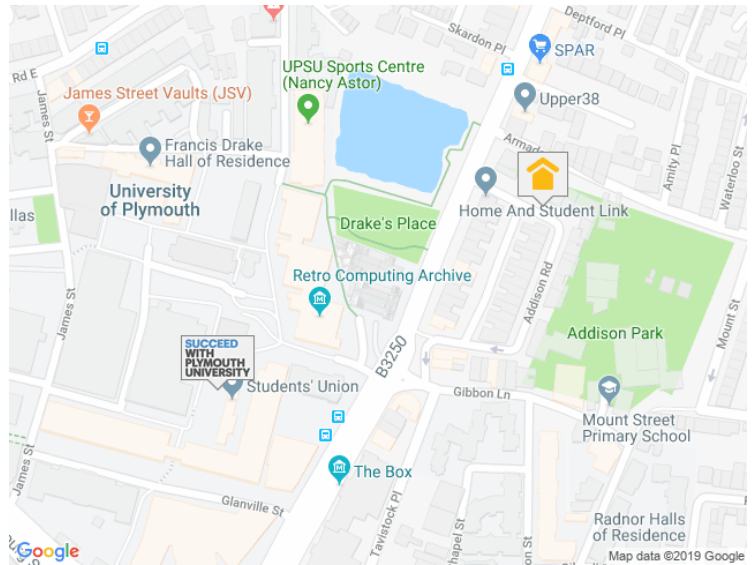 Deptford Pl
Skardon Pl
SPAR
UPSU Sports Centre
(Nancy Astor)
Rd E
James Street Vaults (JSV)
Upper38
James St
Francis Drake
Hall of Residence
Amity Pl
Waterloo St
University
of Plymouth
Home And Student Link
Drake's Place
Retro Computing Archive
Addison Rd
James St
Addison Park
Mount St
SUCCEED
WITH
PLYMOUTH
UNIVERSITY
B3250
Students' Union
Gibbon Ln
Mount Street
Primary School
James St
The Box
Glanville St
Tavistock Pl
Radnor Halls
of Residence
Google
Map data ©2019 Google